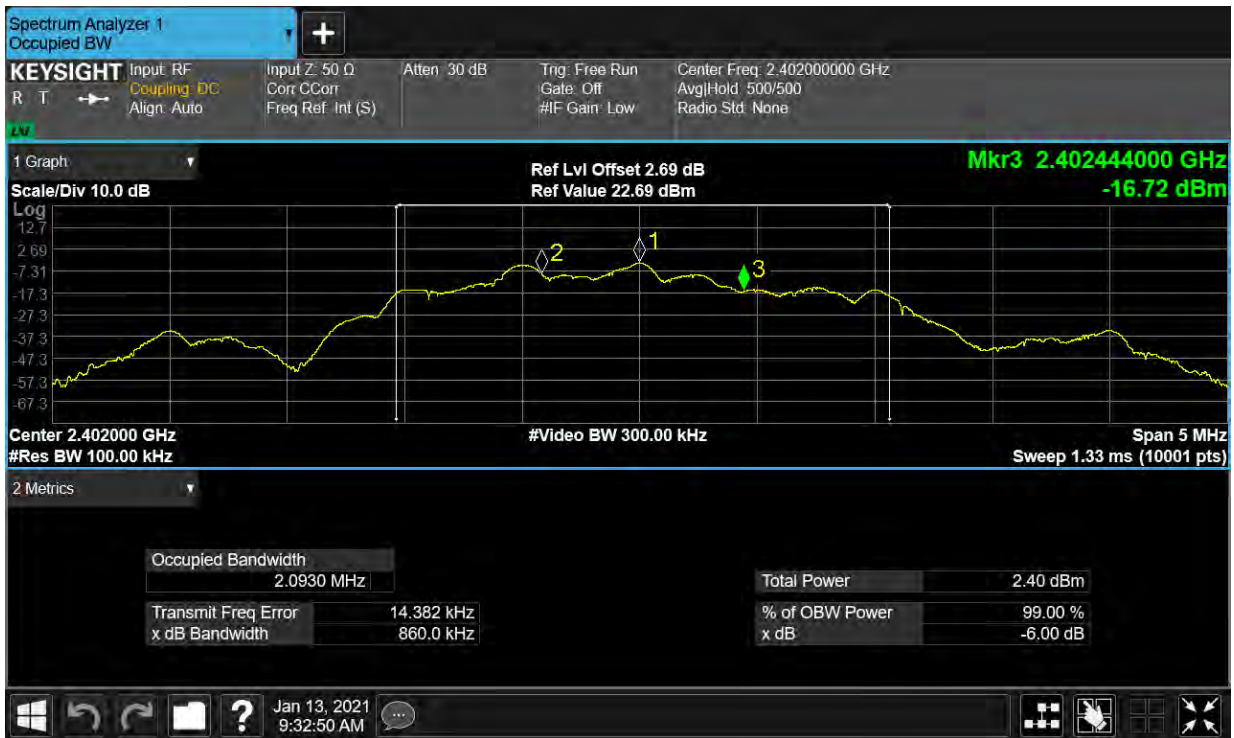 Spectrum Analyzer 1
Occupied BW
KEYSIGHT
R T
LXI
Input: RF
Coupling: DC
Align: Auto
Input Z: 50 Ω
Corr CCorr
Freq Ref: Int (S)
Atten: 30 dB
Trig: Free Run
Gate: Off
#IF Gain: Low
Center Freq: 2.402000000 GHz
Avg|Hold: 500/500
Radio Std: None
1 Graph
Scale/Div 10.0 dB
Ref Lvl Offset 2.69 dB
Ref Value 22.69 dBm
Mkr3 2.402444000 GHz
-16.72 dBm
Log
12.7
2.69
-7.31
-17.3
-27.3
-37.3
-47.3
-57.3
-67.3
2
1
3
Center 2.402000 GHz
#Res BW 100.00 kHz
#Video BW 300.00 kHz
Span 5 MHz
Sweep 1.33 ms (10001 pts)
2 Metrics
Occupied Bandwidth
2.0930 MHz
Transmit Freq Error 14.382 kHz
x dB Bandwidth 860.0 kHz
Total Power 2.40 dBm
% of OBW Power 99.00 %
x dB -6.00 dB
?
Jan 13, 2021
9:32:50 AM